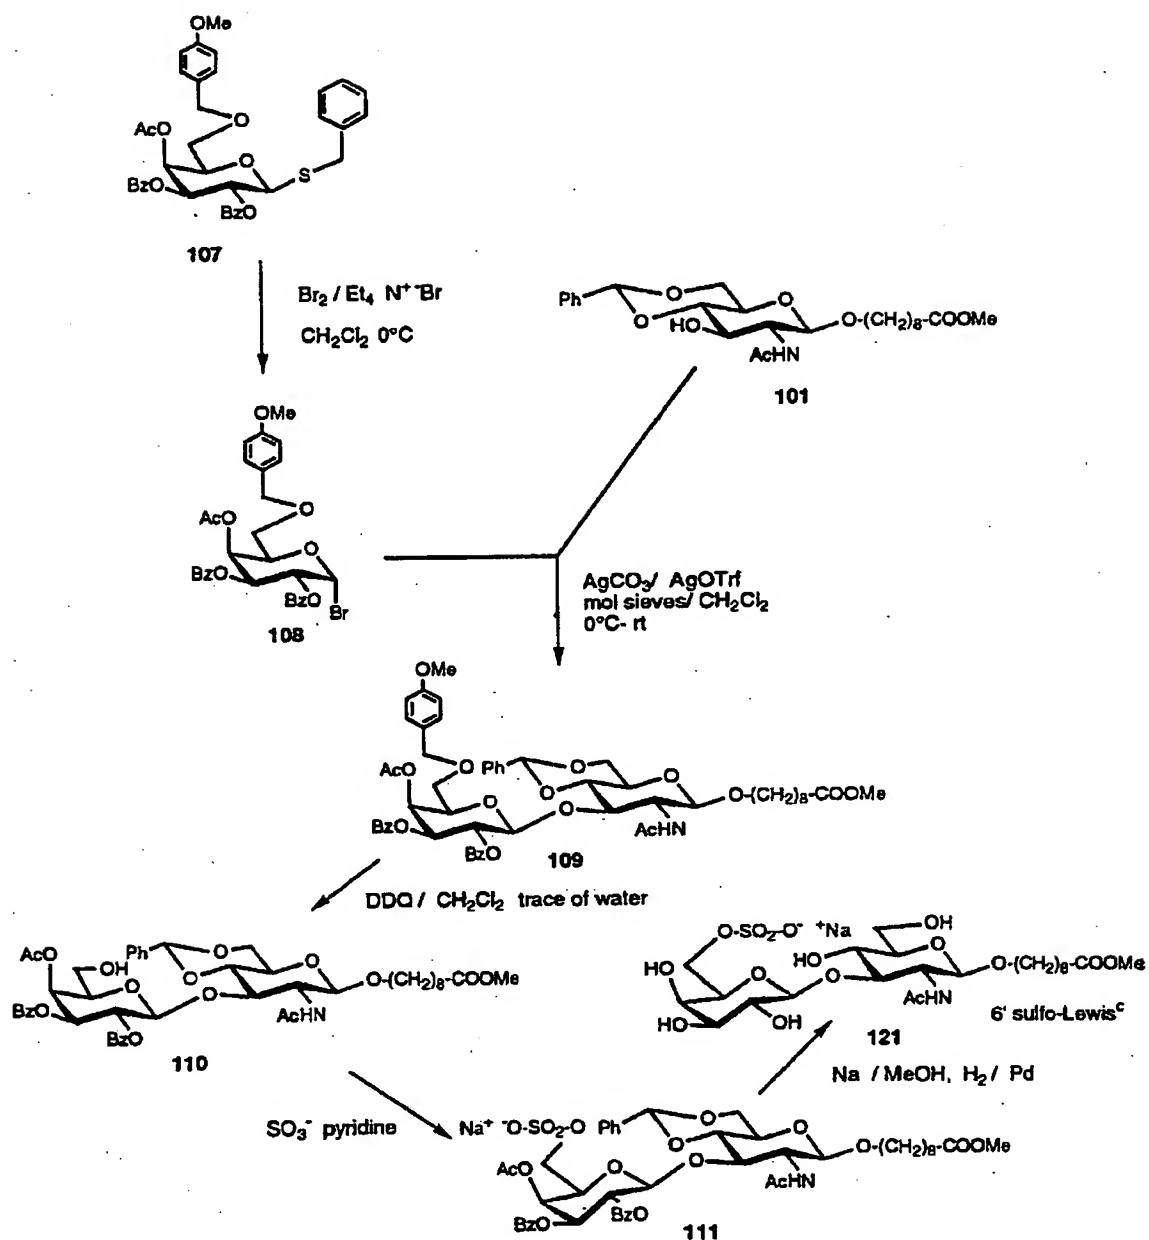 OMe
O
AcO
O
S
BzO
BzO
107
Br₂ / Et₄ N⁺ ⁻Br
CH₂Cl₂ 0°C
Ph
O
O
O
HO
O-(CH₂)₈-COOMe
AcHN
101
OMe
O
AcO
O
BzO
BzO
Br
108
AgCO₃/ AgOTrf
mol sieves/ CH₂Cl₂
0°C- rt
OMe
AcO
O
Ph
O
O
O
O
O
O-(CH₂)₈-COOMe
BzO
BzO
AcHN
109
DDQ / CH₂Cl₂ trace of water
AcO
OH
Ph
O
O
O
O
O
O-(CH₂)₈-COOMe
BzO
BzO
AcHN
110
O-SO₂-O⁻ ⁺Na
OH
HO
HO
O
O
O
O-(CH₂)₈-COOMe
HO
OH
AcHN
6' sulfo-Lewisᶜ
121
Na / MeOH, H₂ / Pd
SO₃⁻ pyridine
Na⁺ ⁻O-SO₂-O
Ph
O
O
O
AcO
O
O
O-(CH₂)₈-COOMe
BzO
BzO
AcHN
111